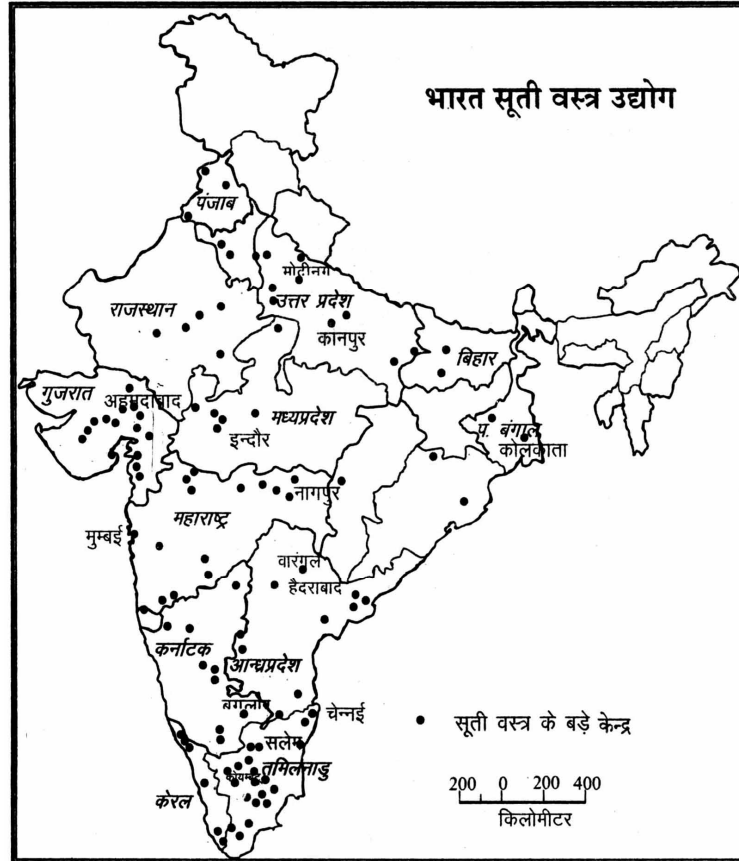 भारत सूती वस्त्र उद्योग
पंजाब
मोदीनगे
राजस्थान
उत्तर प्रदेश
कानपुर
बिहार
गुजरात
अहमदाबाद
मध्यप्रदेश
इन्दौर
प. बंगाल
कोलकाता
नागपुर
महाराष्ट्र
मुम्बई
वारंगल
हैदराबाद
कर्नाटक
आन्ध्रप्रदेश
बंगलोर
चेन्नई
सूती वस्त्र के बड़े केन्द्र
सलेम
तमिलनाडु
केरल
200 0 200 400
किलोमीटर